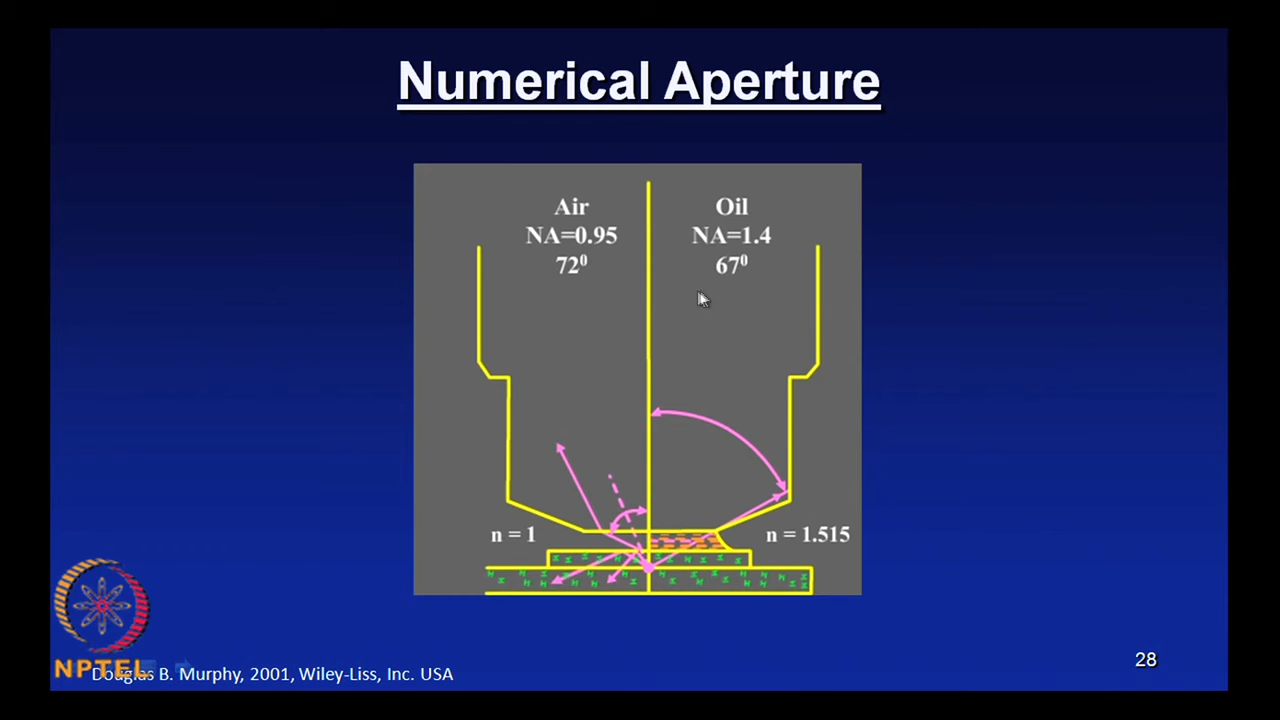 Numerical Aperture
Air
NA=0.95
72⁰
Oil
NA=1.4
67⁰
n = 1
n = 1.515
NPTEL
Douglas B. Murphy, 2001, Wiley-Liss, Inc. USA
28